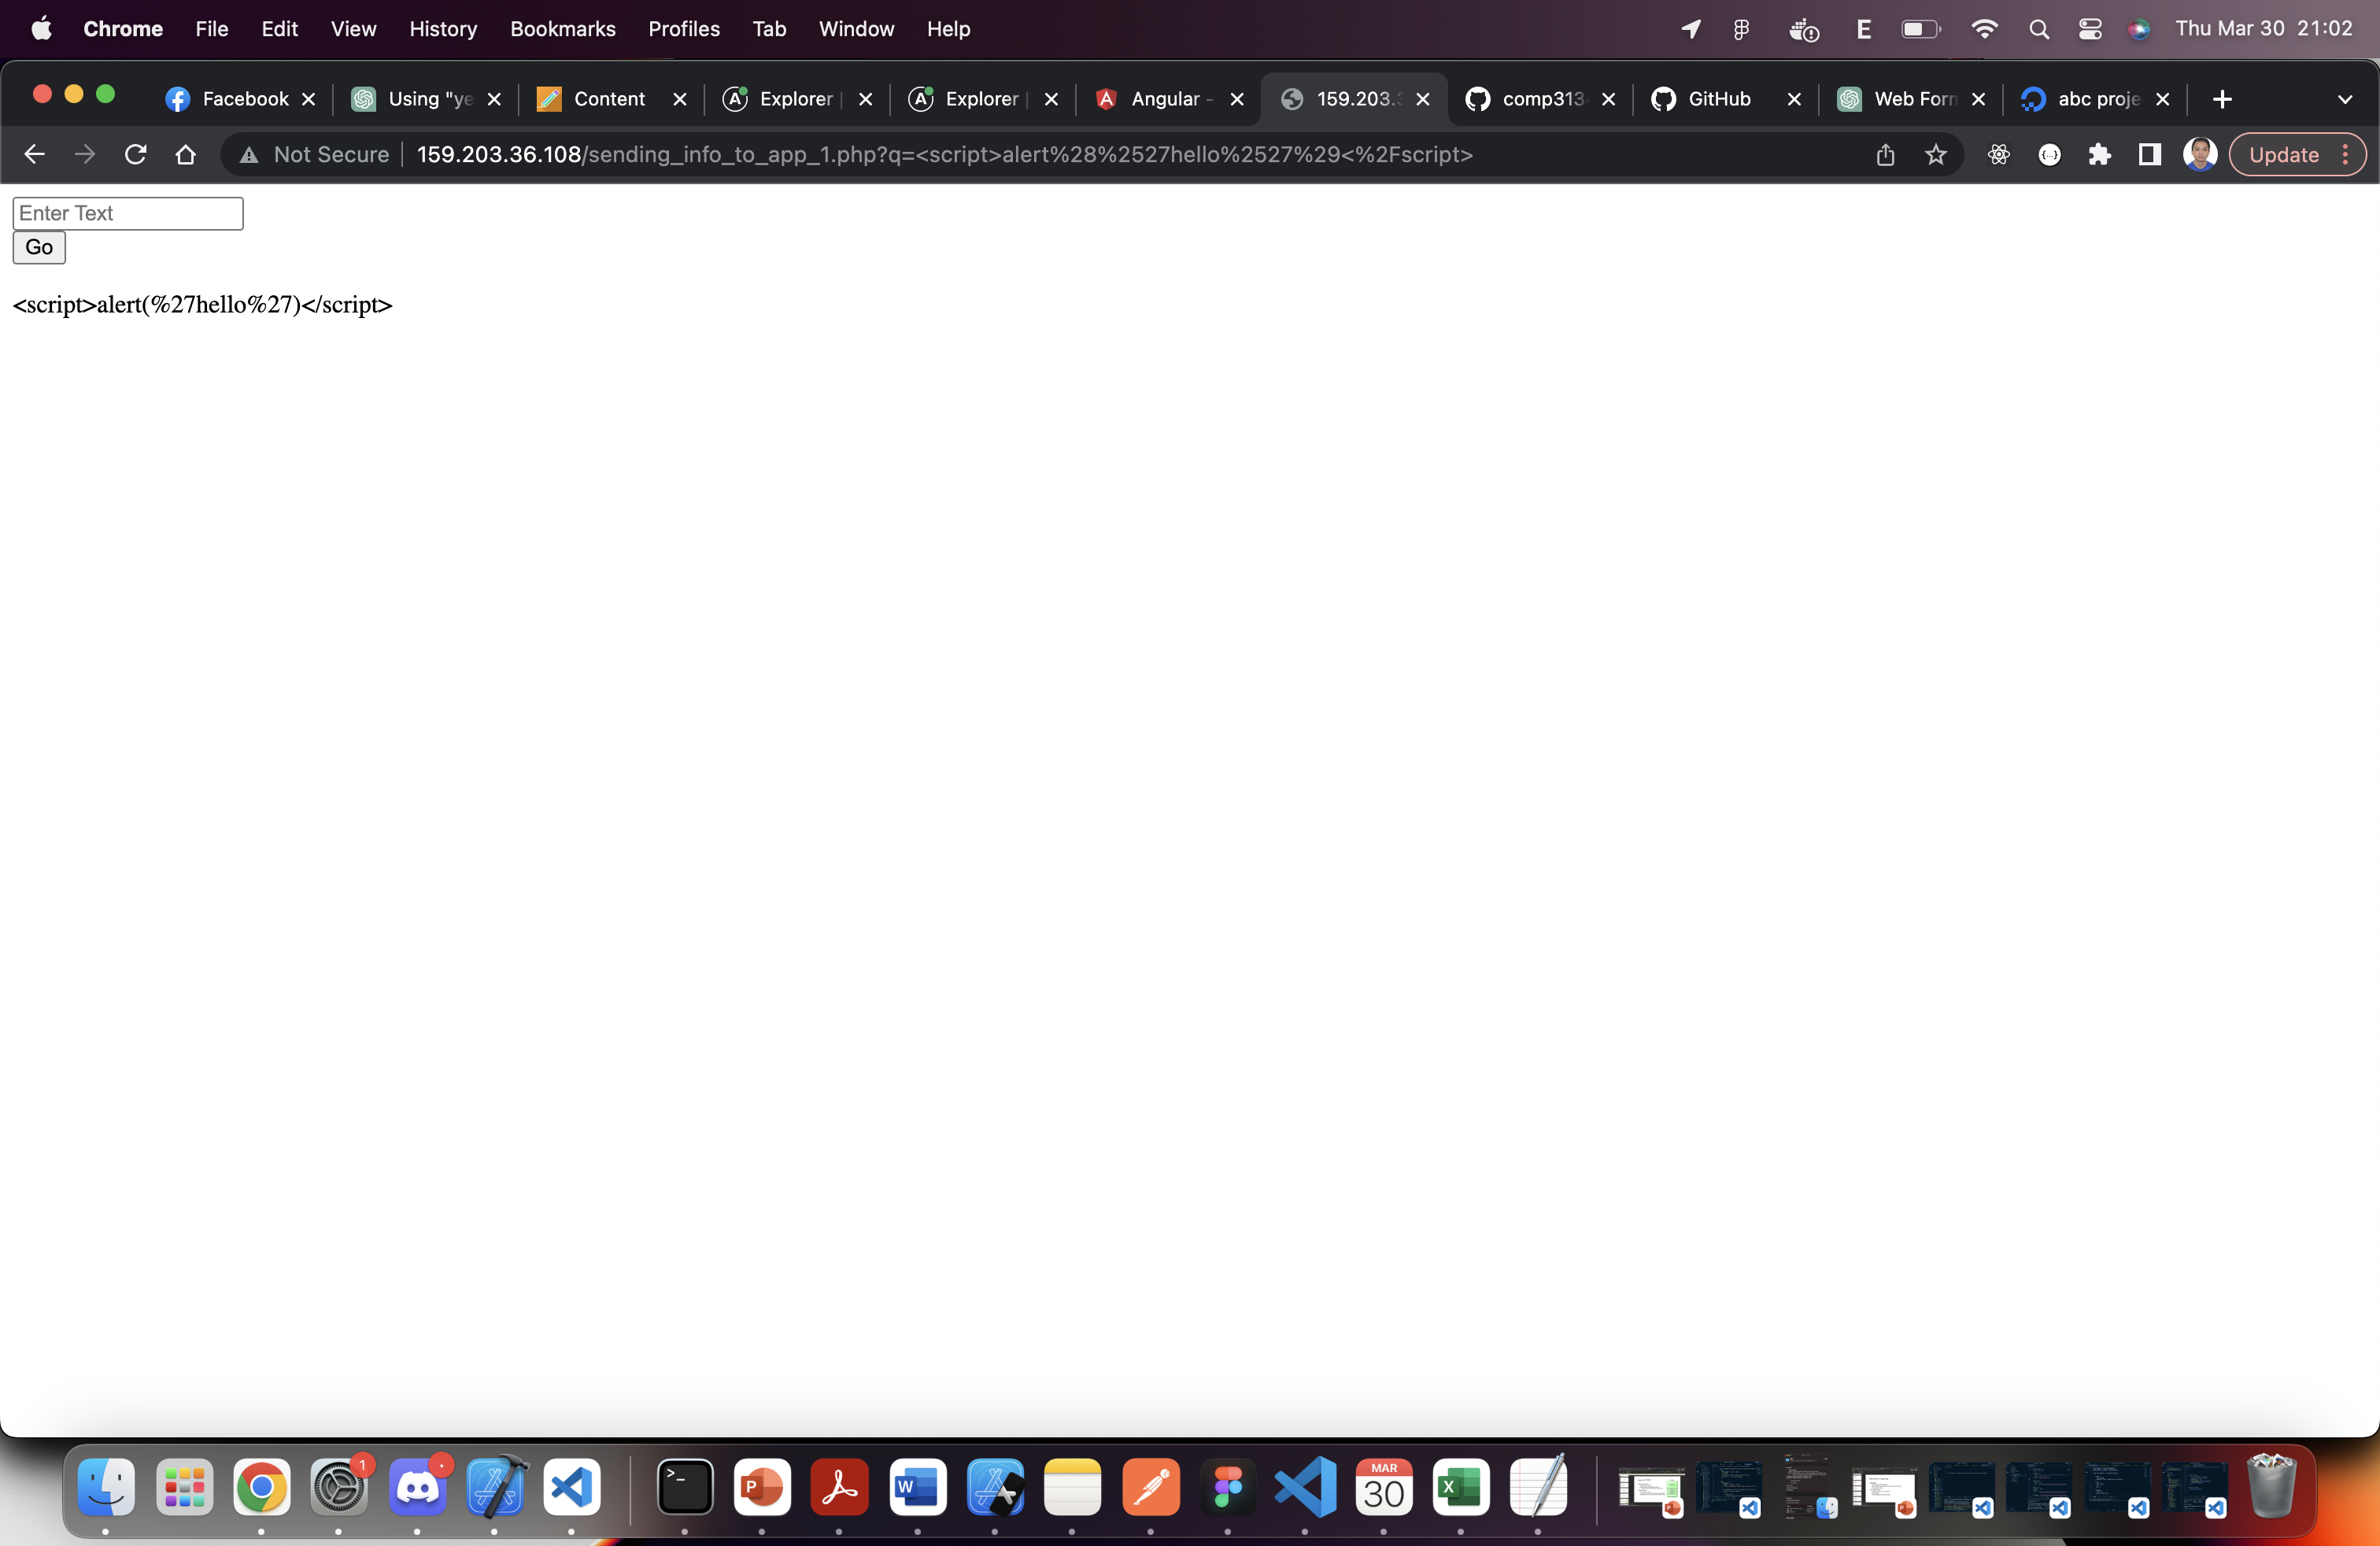 Chrome File Edit View History Bookmarks Profiles Tab Window Help E Thu Mar 30 21:02
Facebook Using "ye Content Explorer Explorer Angular - 159.203.3 comp313 GitHub Web Forn abc proje
Not Secure 159.203.36.108/sending_info_to_app_1.php?q=<script>alert%28%2527hello%2527%29<%2Fscript> Update
Enter Text
Go
<script>alert(%27hello%27)</script>
1 MAR
30